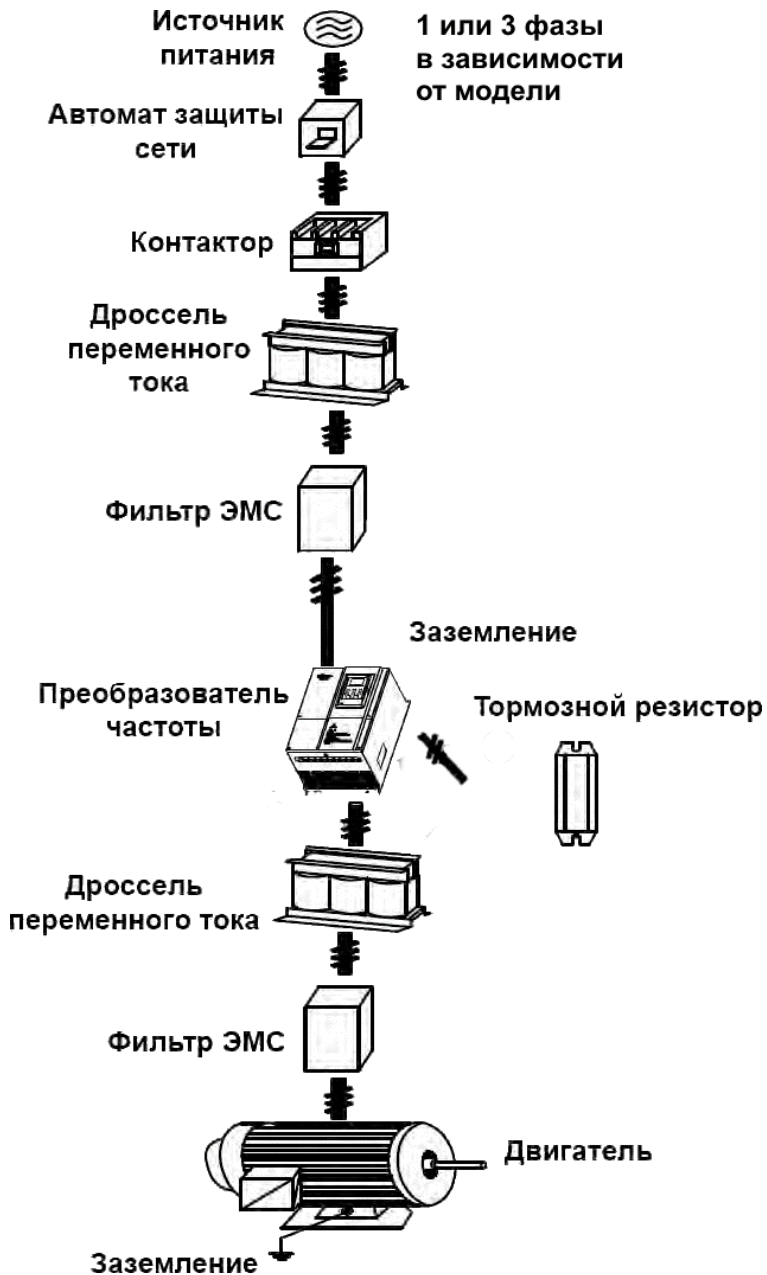 Источник
питания
1 или 3 фазы
в зависимости
от модели
Автомат защиты
сети
Контактор
Дроссель
переменного
тока
Фильтр ЭМС
Заземление
Преобразователь
частоты
Тормозной резистор
Дроссель
переменного тока
Фильтр ЭМС
Двигатель
Заземление